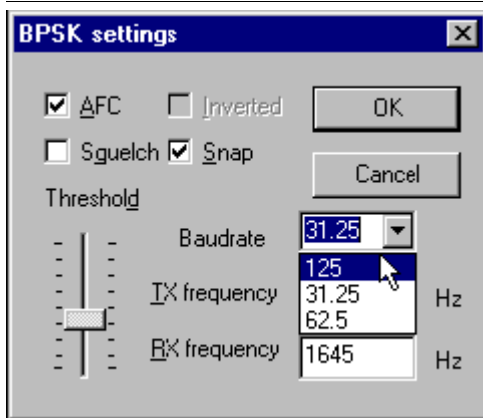 BPSK settings
AFC Inverted OK
Sguelch Snap
Cancel
Threshold
Baudrate 31.25
125
TX frequency 31.25 Hz
62.5
RX frequency 1645 Hz